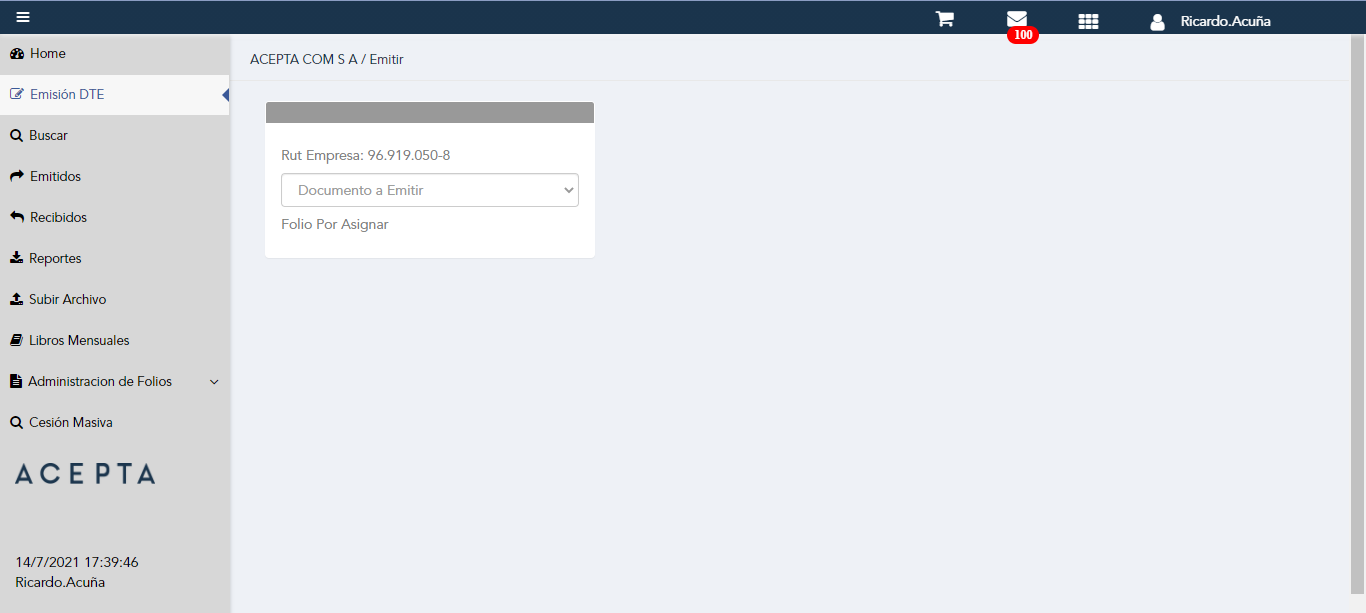 Ricardo.Acuña
100
Home
ACEPTA COM S A / Emitir
Emisión DTE
Buscar
Rut Empresa: 96.919.050-8
Emitidos
Documento a Emitir
Recibidos
Folio Por Asignar
Reportes
Subir Archivo
Libros Mensuales
Administracion de Folios
Cesión Masiva
ACEPTA
14/7/2021 17:39:46
Ricardo.Acuña